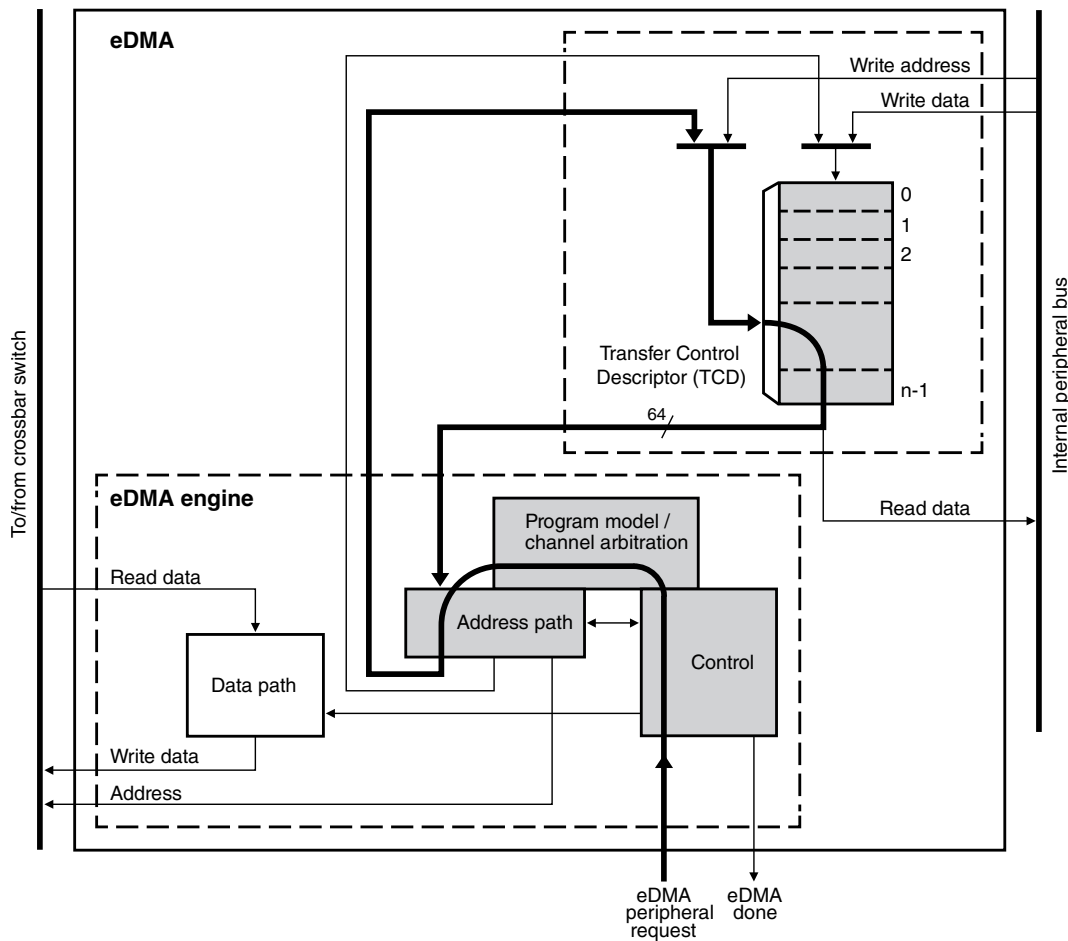 eDMA
Write address
Write data
0
1
2
Transfer Control
Descriptor (TCD)
n-1
64
To/from crossbar switch
Internal peripheral bus
eDMA engine
Program model /
channel arbitration
Read data
Read data
Address path
Control
Data path
Write data
Address
eDMA
peripheral
request
eDMA
done